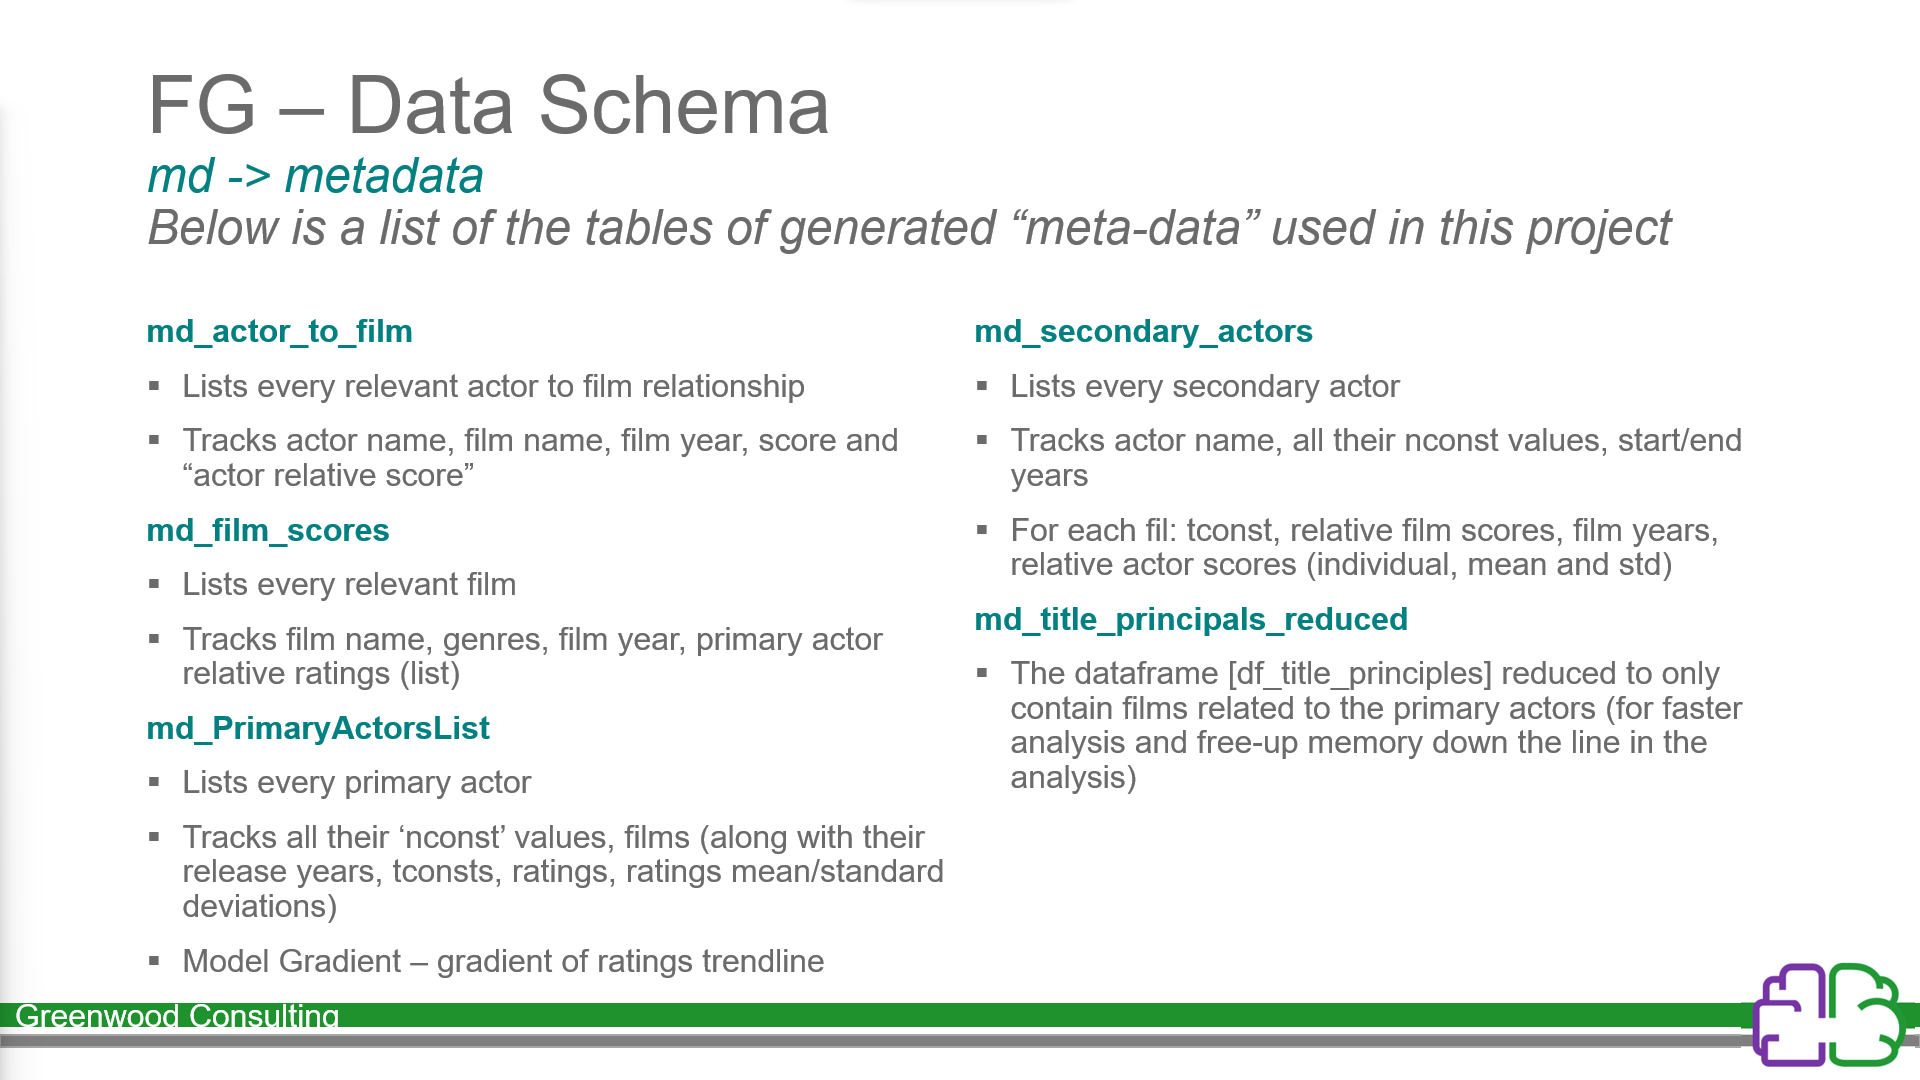 FG – Data Schema
md -> metadata
Below is a list of the tables of generated “meta-data” used in this project
md_actor_to_film
▪ Lists every relevant actor to film relationship
▪ Tracks actor name, film name, film year, score and
“actor relative score”
md_film_scores
▪ Lists every relevant film
▪ Tracks film name, genres, film year, primary actor
relative ratings (list)
md_PrimaryActorsList
▪ Lists every primary actor
▪ Tracks all their ‘nconst’ values, films (along with their
release years, tconsts, ratings, ratings mean/standard
deviations)
▪ Model Gradient – gradient of ratings trendline
md_secondary_actors
▪ Lists every secondary actor
▪ Tracks actor name, all their nconst values, start/end
years
▪ For each fil: tconst, relative film scores, film years,
relative actor scores (individual, mean and std)
md_title_principals_reduced
▪ The dataframe [df_title_principles] reduced to only
contain films related to the primary actors (for faster
analysis and free-up memory down the line in the
analysis)
Greenwood Consulting